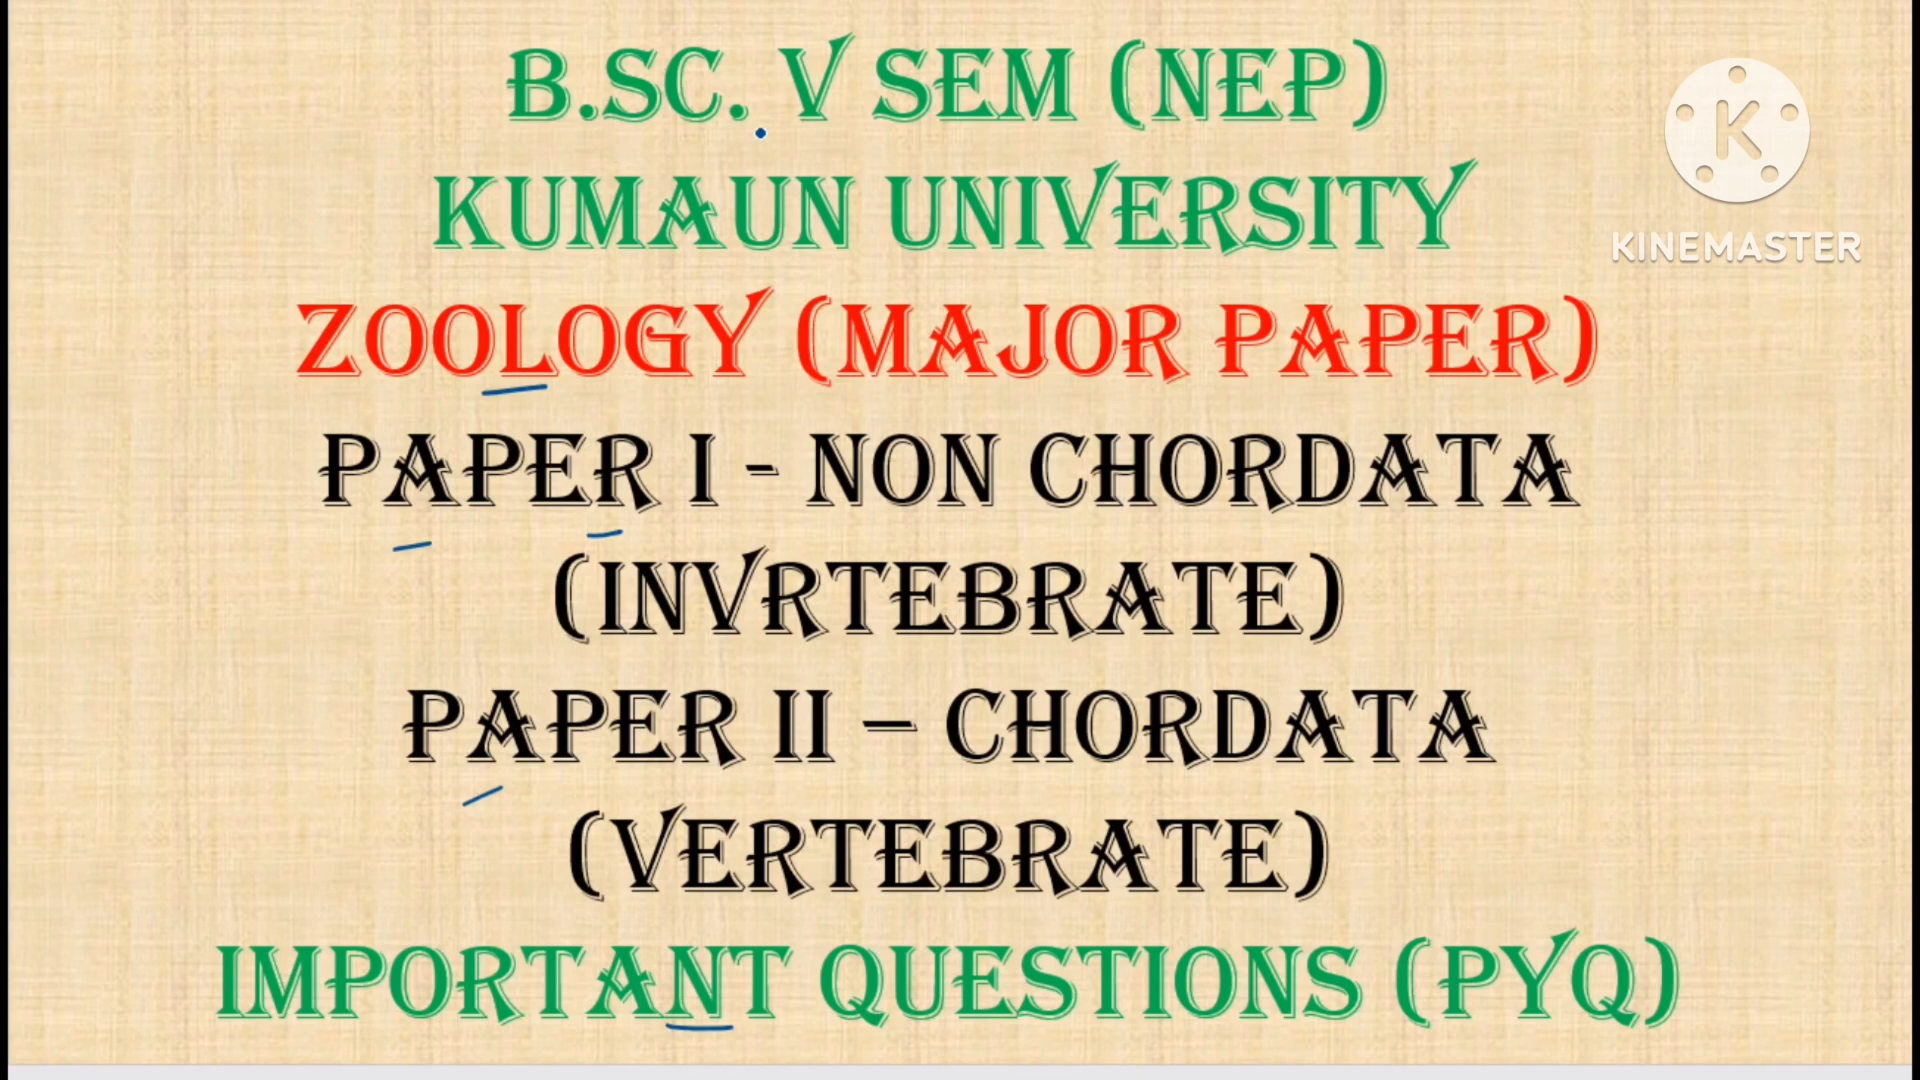 B.SC. V SEM (NEP)
KUMAUN UNIVERSITY
ZOOLOGY (MAJOR PAPER)
PAPER I - NON CHORDATA
(INVRTEBRATE)
PAPER II – CHORDATA
(VERTEBRATE)
IMPORTANT QUESTIONS (PYQ)
K
KINEMASTER